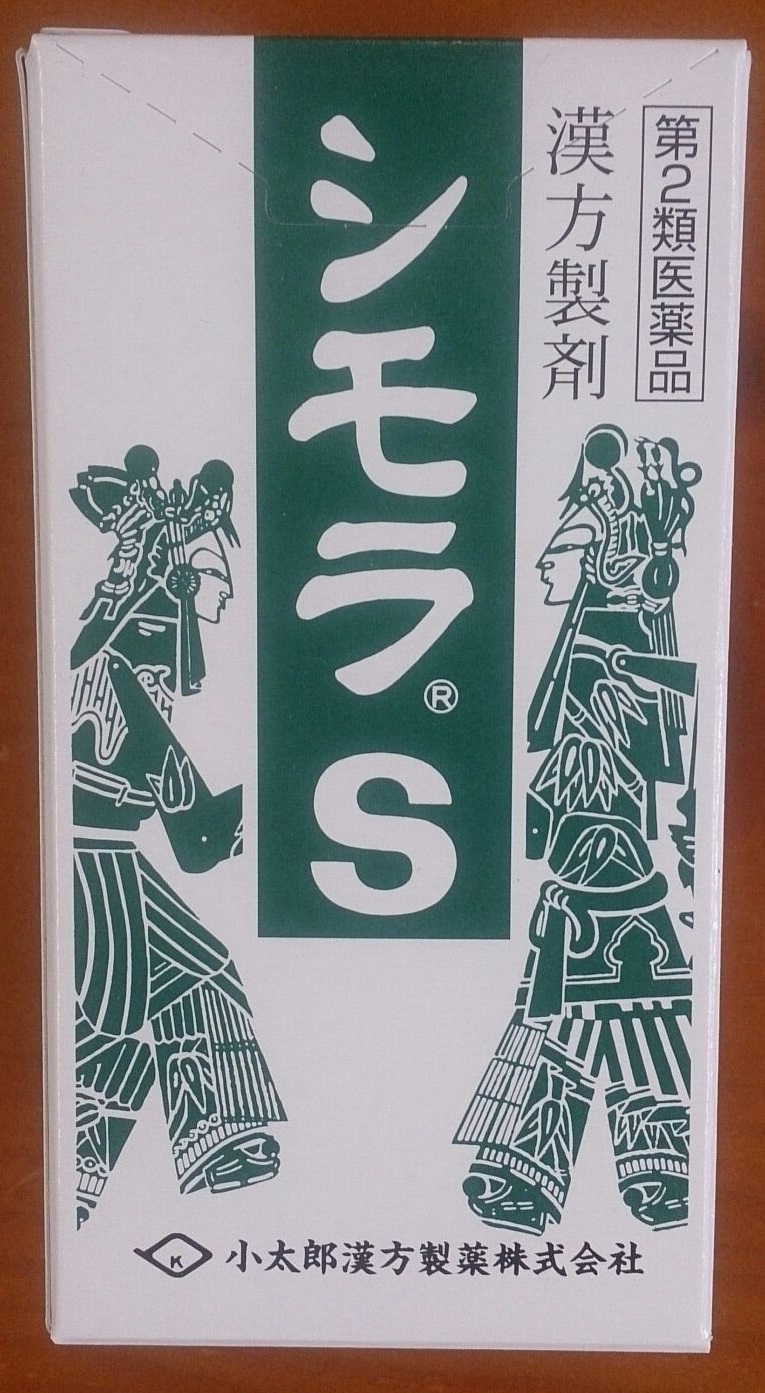 第2類医薬品
漢方製剤
シモラ®S
K
小太郎漢方製薬株式会社